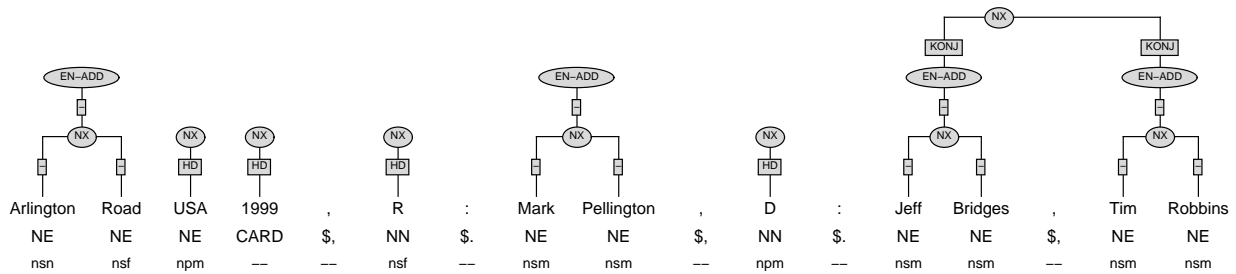 NX
KONJ KONJ
EN–ADD EN–ADD EN–ADD EN–ADD
– – – –
NX NX NX NX NX NX NX NX
– – HD HD HD – – HD – – – –
Arlington Road USA 1999 , R : Mark Pellington , D : Jeff Bridges , Tim Robbins
NE NE NE CARD $, NN $. NE NE $, NN $. NE NE $, NE NE
nsn nsf npm –– –– nsf –– nsm nsm –– npm –– nsm nsm –– nsm nsm